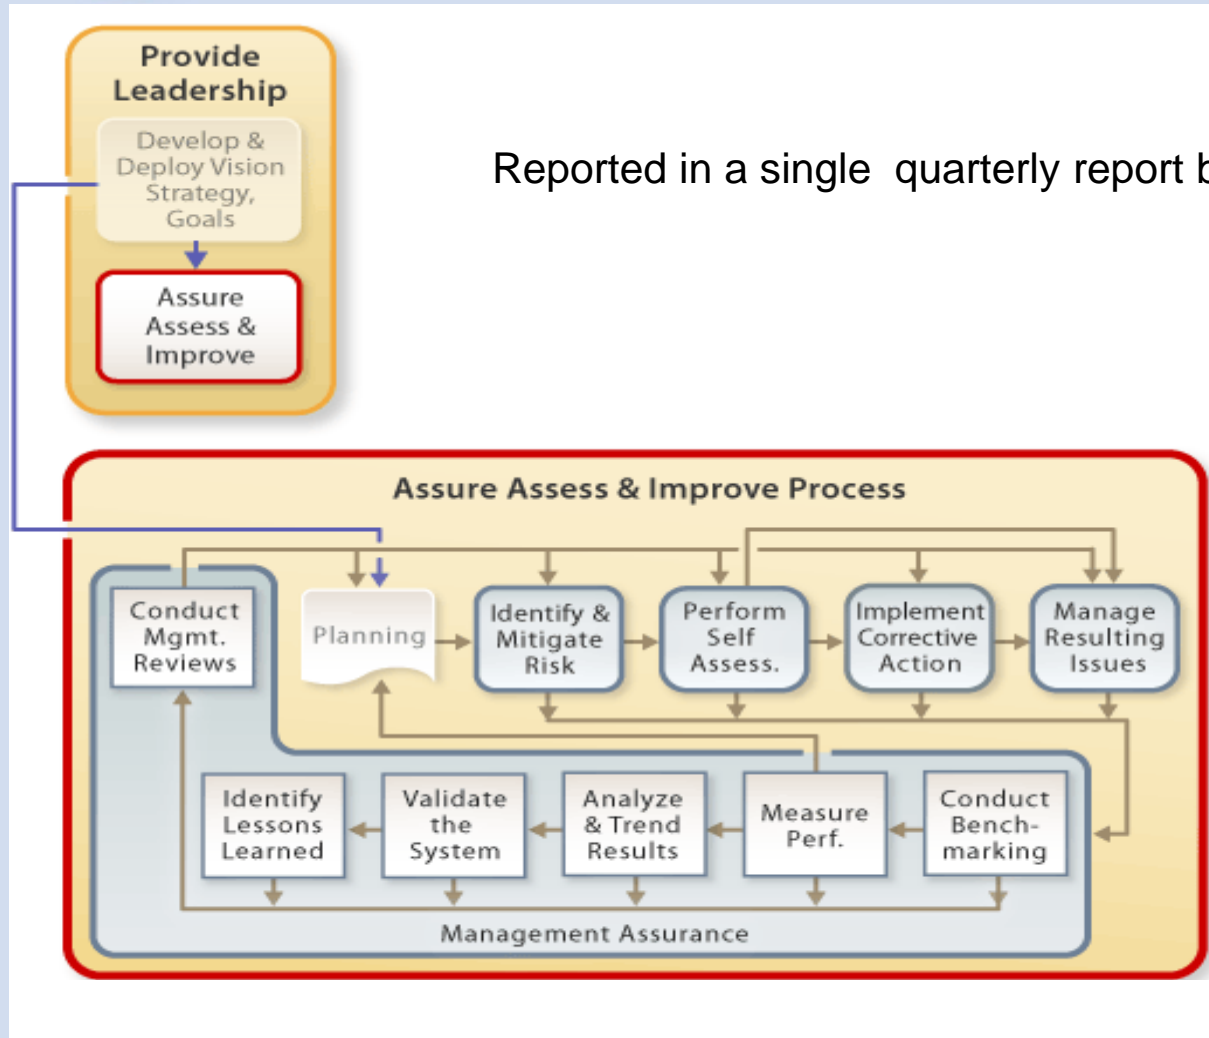 Provide
Leadership
Develop &
Deploy Vision
Strategy,
Goals
Assure
Assess &
Improve
Reported in a single quarterly report
Assure Assess & Improve Process
Conduct
Mgmt.
Reviews
Planning
Identify &
Mitigate
Risk
Perform
Self
Assess.
Implement
Corrective
Action
Manage
Resulting
Issues
Identify
Lessons
Learned
Validate
the
System
Analyze
& Trend
Results
Measure
Perf.
Conduct
Bench-
marking
Management Assurance